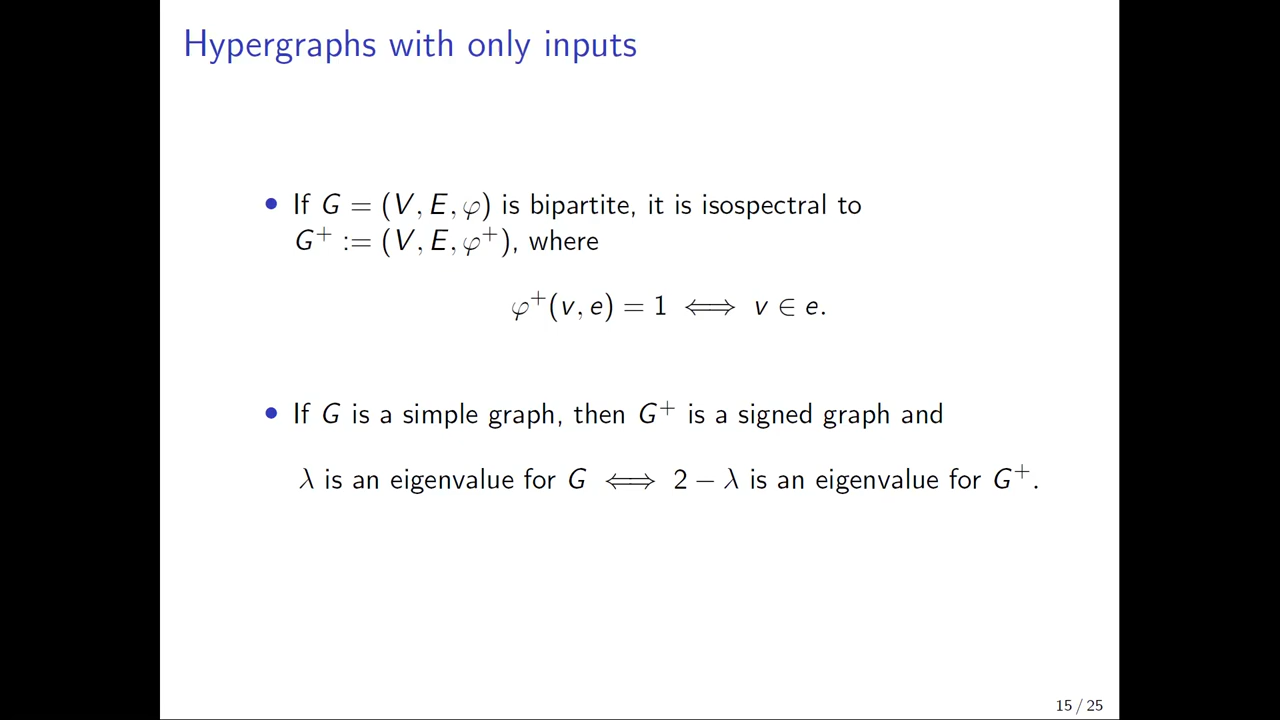 Hypergraphs with only inputs
• If G = (V, E, φ) is bipartite, it is isospectral to
G⁺ := (V, E, φ⁺), where
φ⁺(v, e) = 1 ⟺ v ∈ e.
• If G is a simple graph, then G⁺ is a signed graph and
λ is an eigenvalue for G ⟺ 2 − λ is an eigenvalue for G⁺.
15 / 25